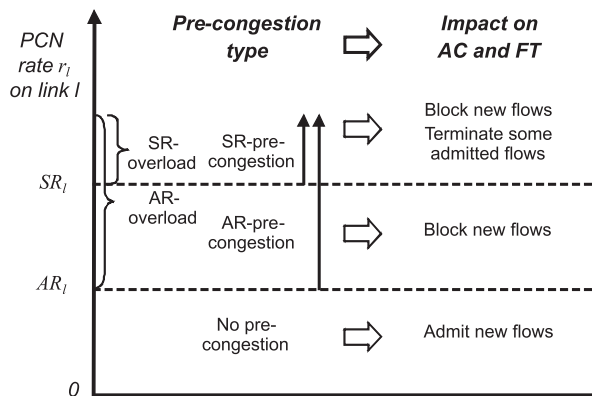 PCN
rate r_l
on link l
Pre-congestion
type
Impact on
AC and FT
Block new flows
Terminate some
admitted flows
SR-
overload
SR-pre-
congestion
SR_l
AR-
overload
AR-pre-
congestion
Block new flows
AR_l
No pre-
congestion
Admit new flows
0